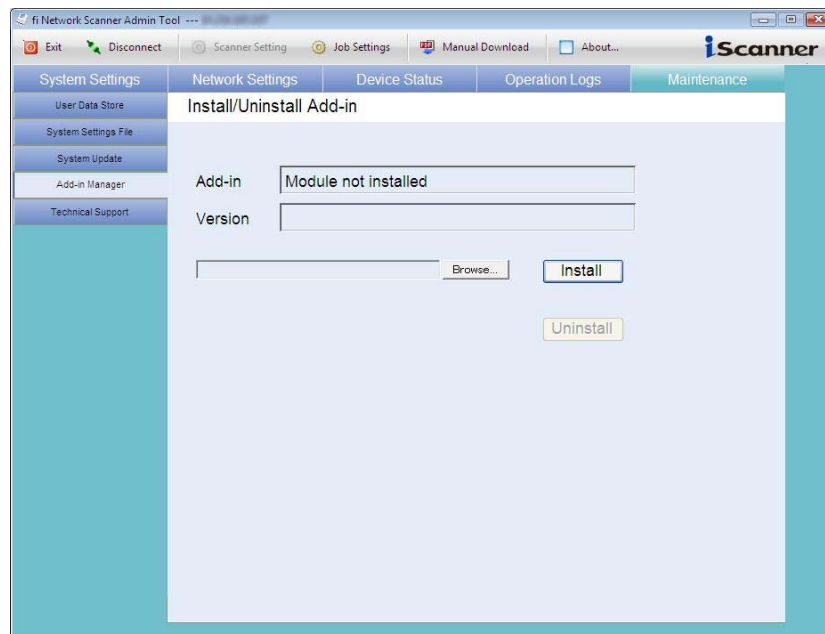 fi Network Scanner Admin Tool ---
Exit Disconnect Scanner Setting Job Settings Manual Download About... iScanner
System Settings Network Settings Device Status Operation Logs Maintenance
User Data Store
System Settings File
System Update
Add-in Manager
Technical Support
Install/Uninstall Add-in
Add-in Module not installed
Version
Browse... Install
Uninstall